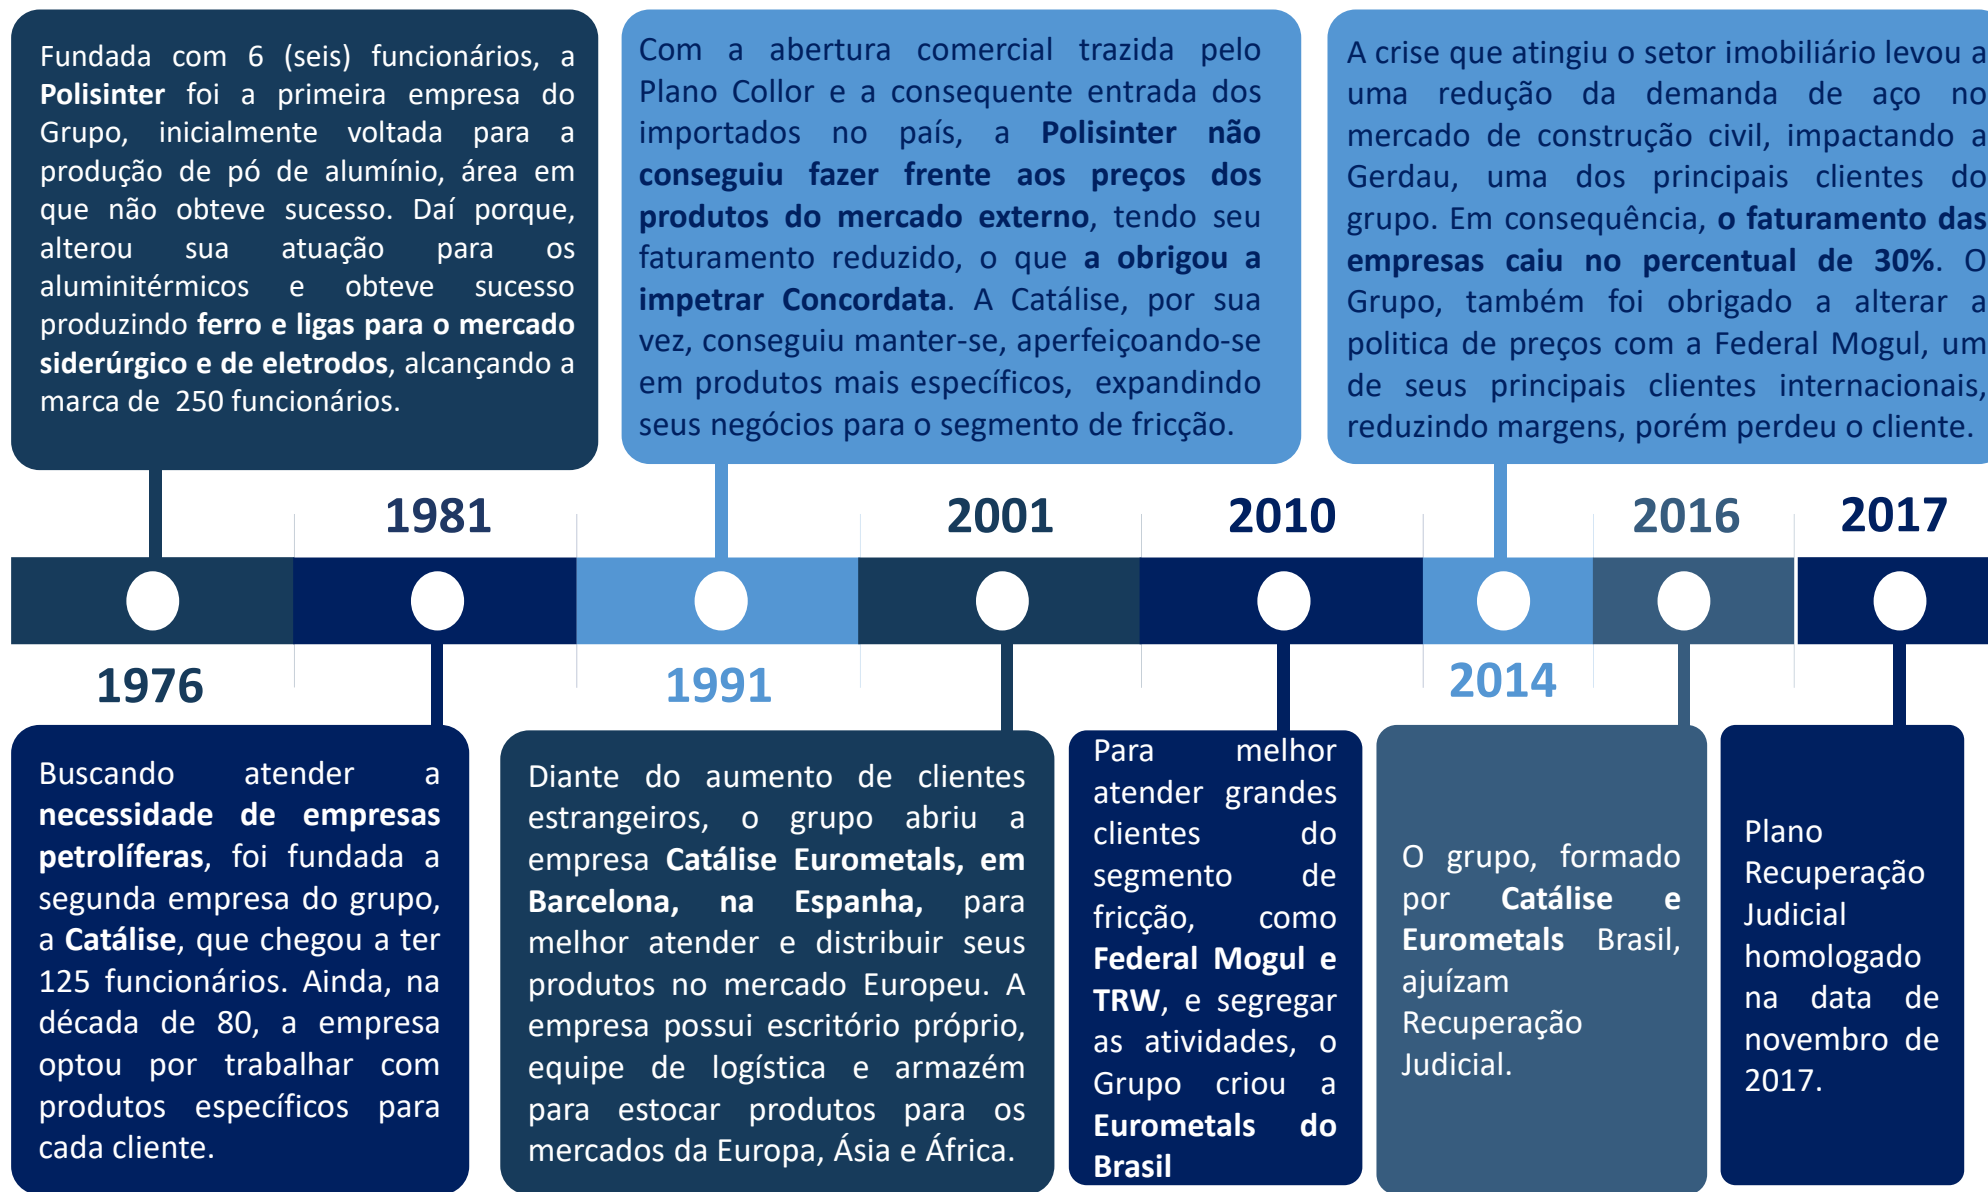 Fundada com 6 (seis) funcionários, a
Polisinter foi a primeira empresa do
Grupo, inicialmente voltada para a
produção de pó de alumínio, área em
que não obteve sucesso. Daí porque,
alterou sua atuação para os
aluminitérmicos e obteve sucesso
produzindo ferro e ligas para o mercado
siderúrgico e de eletrodos, alcançando a
marca de 250 funcionários.
Com a abertura comercial trazida pelo
Plano Collor e a consequente entrada dos
importados no país, a Polisinter não
conseguiu fazer frente aos preços dos
produtos do mercado externo, tendo seu
faturamento reduzido, o que a obrigou a
impetrar Concordata. A Catálise, por sua
vez, conseguiu manter-se, aperfeiçoando-se
em produtos mais específicos, expandindo
seus negócios para o segmento de fricção.
A crise que atingiu o setor imobiliário levou a
uma redução da demanda de aço no
mercado de construção civil, impactando a
Gerdau, uma dos principais clientes do
grupo. Em consequência, o faturamento das
empresas caiu no percentual de 30%. O
Grupo, também foi obrigado a alterar a
politica de preços com a Federal Mogul, um
de seus principais clientes internacionais,
reduzindo margens, porém perdeu o cliente.
1981
2001
2010
2016
2017
1976
1991
2014
Buscando atender a
necessidade de empresas
petrolíferas, foi fundada a
segunda empresa do grupo,
a Catálise, que chegou a ter
125 funcionários. Ainda, na
década de 80, a empresa
optou por trabalhar com
produtos específicos para
cada cliente.
Diante do aumento de clientes
estrangeiros, o grupo abriu a
empresa Catálise Eurometals, em
Barcelona, na Espanha, para
melhor atender e distribuir seus
produtos no mercado Europeu. A
empresa possui escritório próprio,
equipe de logística e armazém
para estocar produtos para os
mercados da Europa, Ásia e África.
Para melhor
atender grandes
clientes do
segmento de
fricção, como
Federal Mogul e
TRW, e segregar
as atividades, o
Grupo criou a
Eurometals do
Brasil
O grupo, formado
por Catálise e
Eurometals Brasil,
ajuízam
Recuperação
Judicial.
Plano
Recuperação
Judicial
homologado
na data de
novembro de
2017.